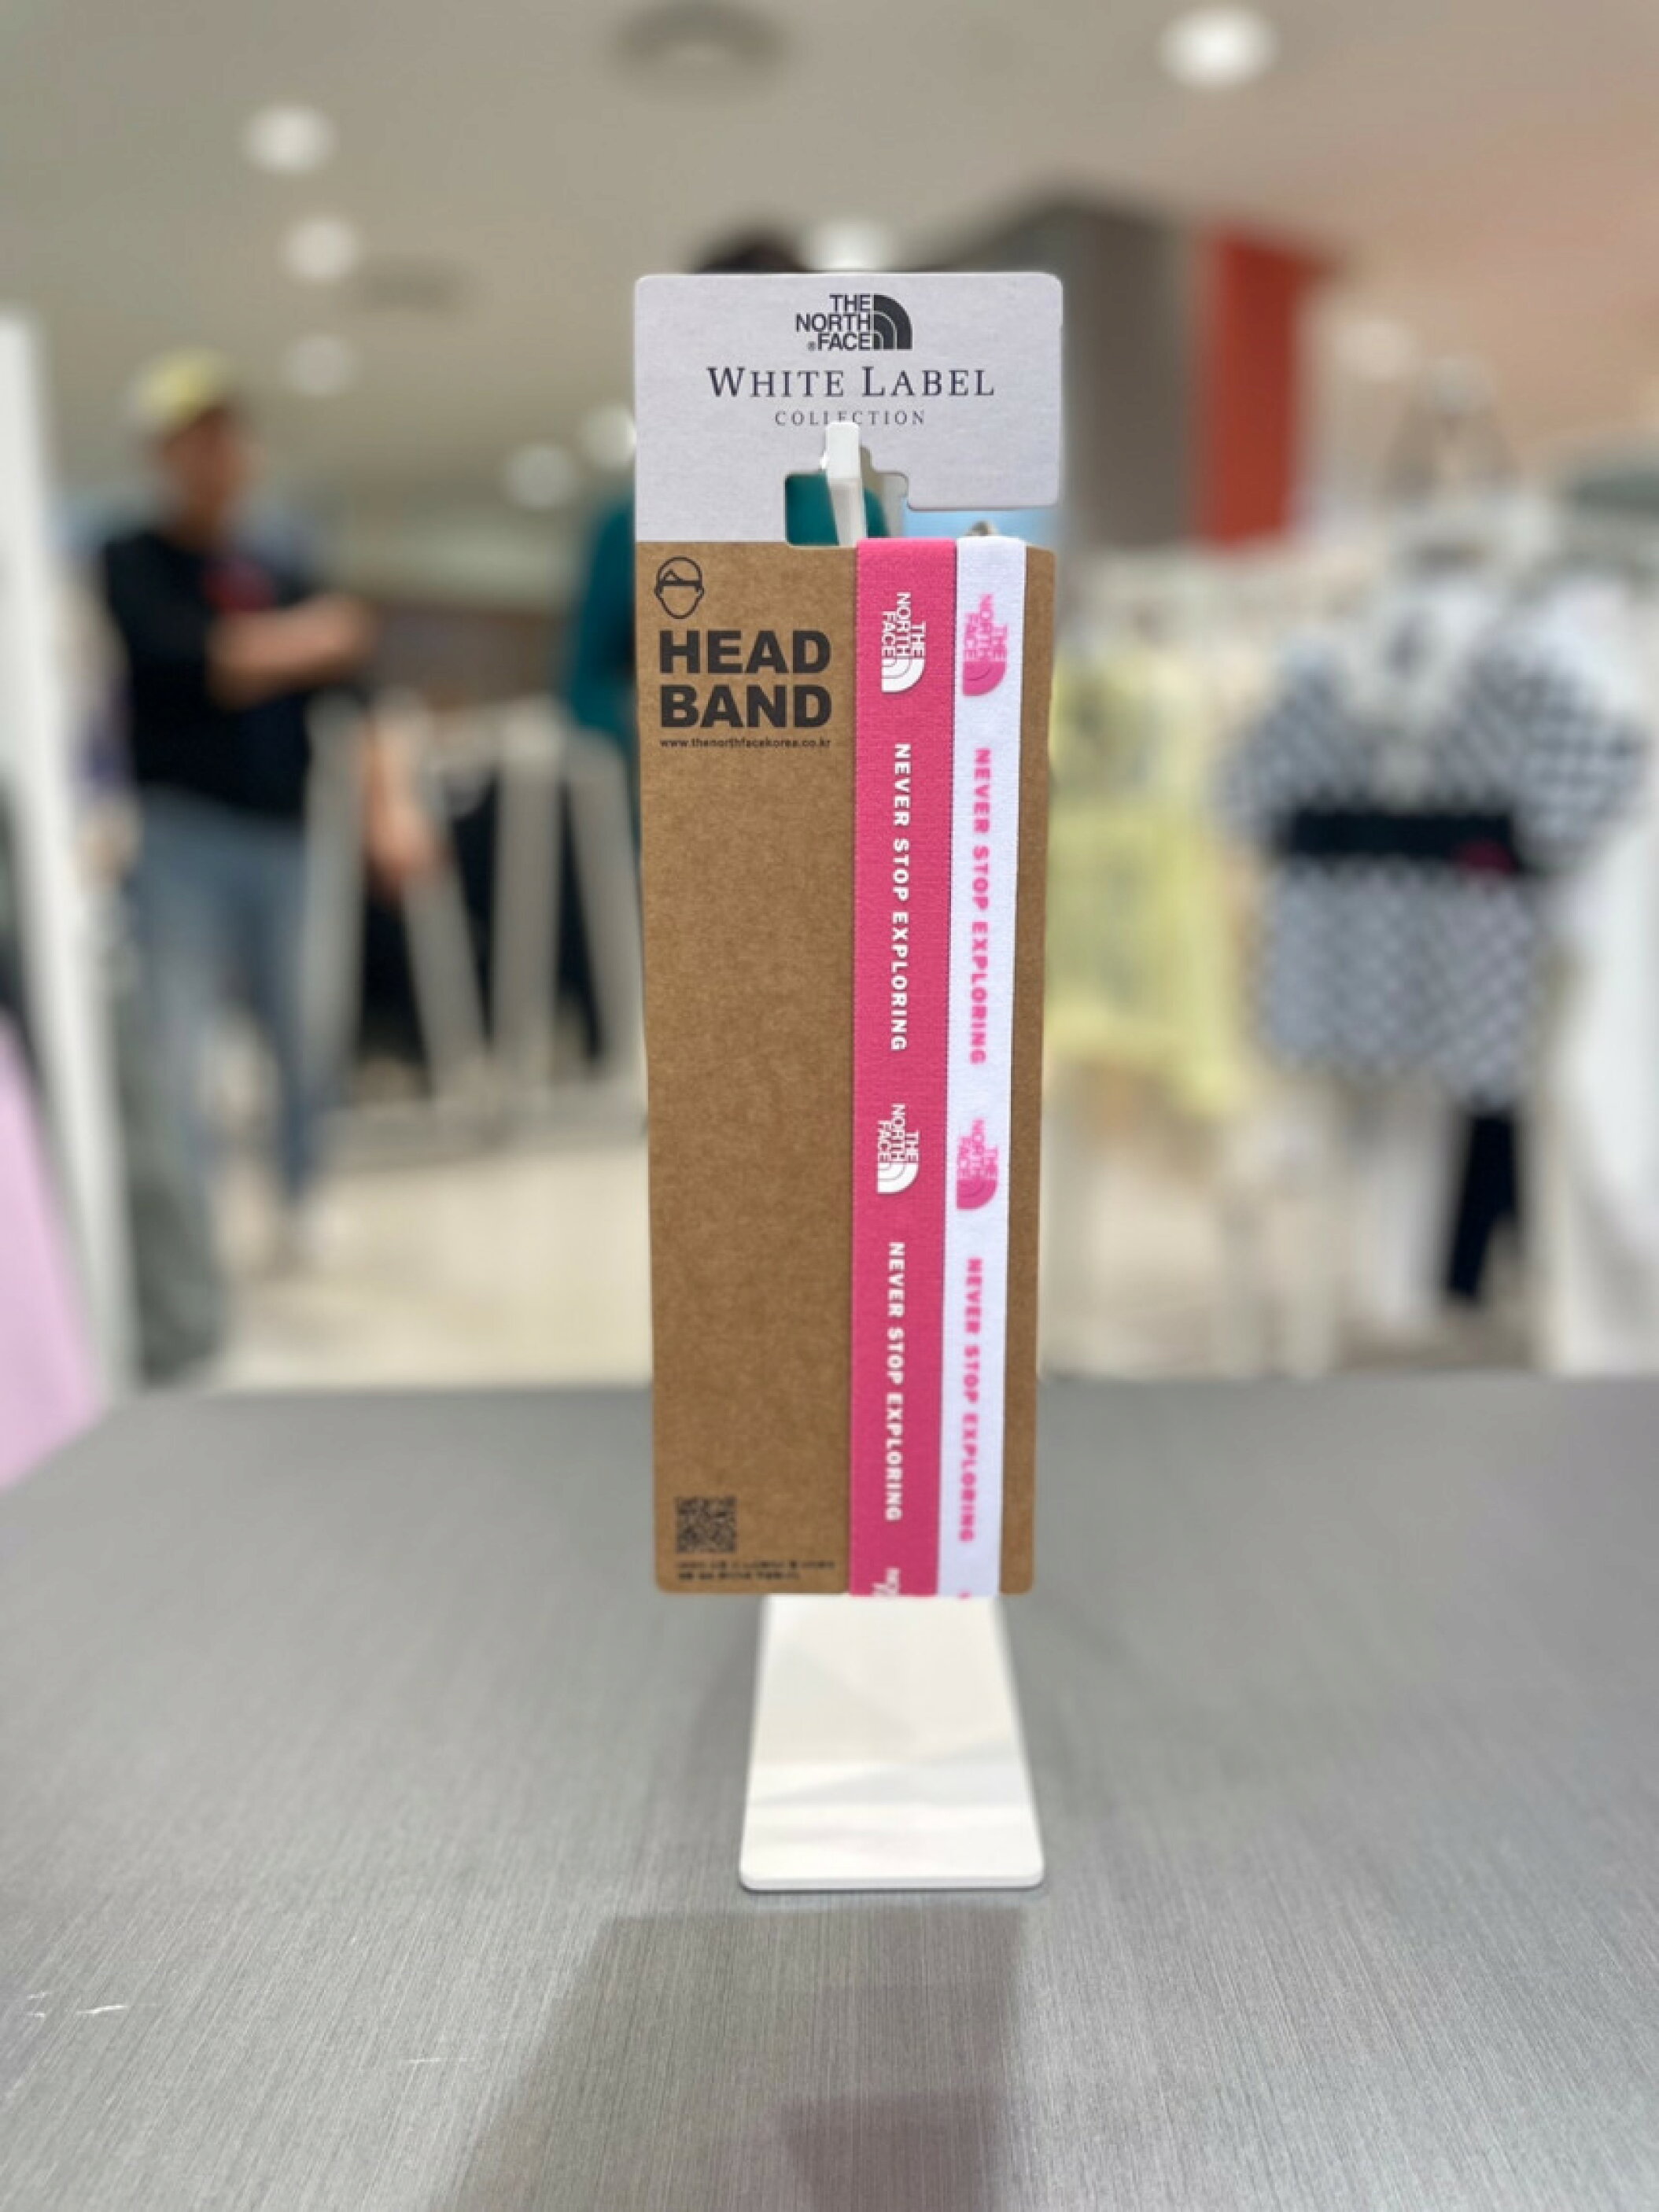 THE
NORTH
®FACE
WHITE LABEL
COLLECTION
HEAD
BAND
www.thenorthfacekorea.co.kr
THE
NORTH
FACE
NEVER STOP EXPLORING
THE
NORTH
FACE
NEVER STOP EXPLORING
THE
NORTH
FACE
NEVER STOP EXPLORING
THE
NORTH
FACE
NEVER STOP EXPLORING